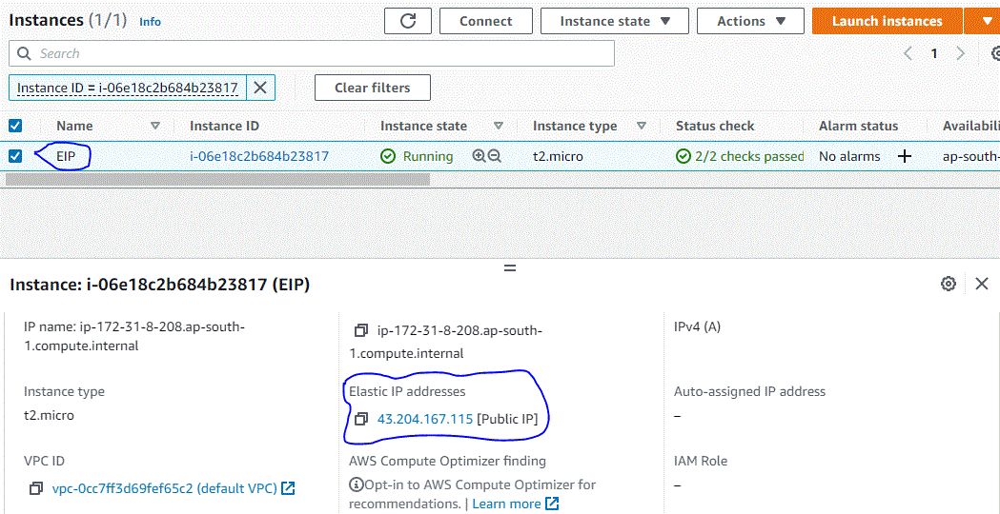 Instances (1/1) Info
Connect
Instance state
Actions
Launch instances
Search
1
Instance ID = i-06e18c2b684b23817
Clear filters
Name Instance ID Instance state Instance type Status check Alarm status Availabili
EIP i-06e18c2b684b23817 Running t2.micro 2/2 checks passed No alarms ap-south-
Instance: i-06e18c2b684b23817 (EIP)
IP name: ip-172-31-8-208.ap-south-
1.compute.internal
ip-172-31-8-208.ap-south-
1.compute.internal
IPv4 (A)
Instance type
t2.micro
Elastic IP addresses
43.204.167.115 [Public IP]
Auto-assigned IP address
–
VPC ID
vpc-0cc7ff3d69fef65c2 (default VPC)
AWS Compute Optimizer finding
Opt-in to AWS Compute Optimizer for
recommendations. | Learn more
IAM Role
–